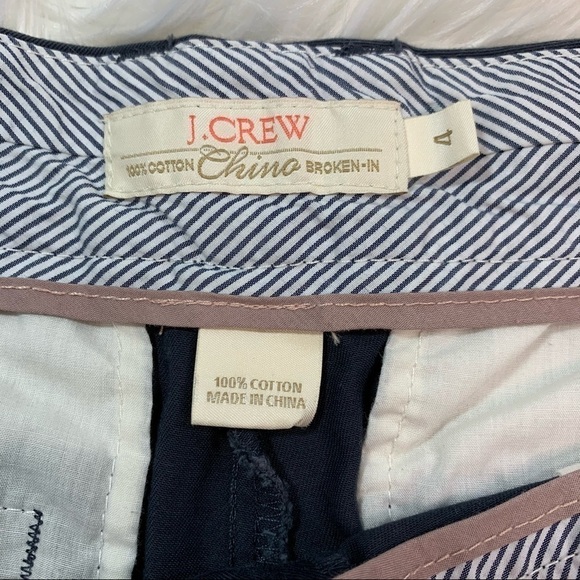 J.CREW
100% COTTON Chino BROKEN-IN
4
100% COTTON
MADE IN CHINA